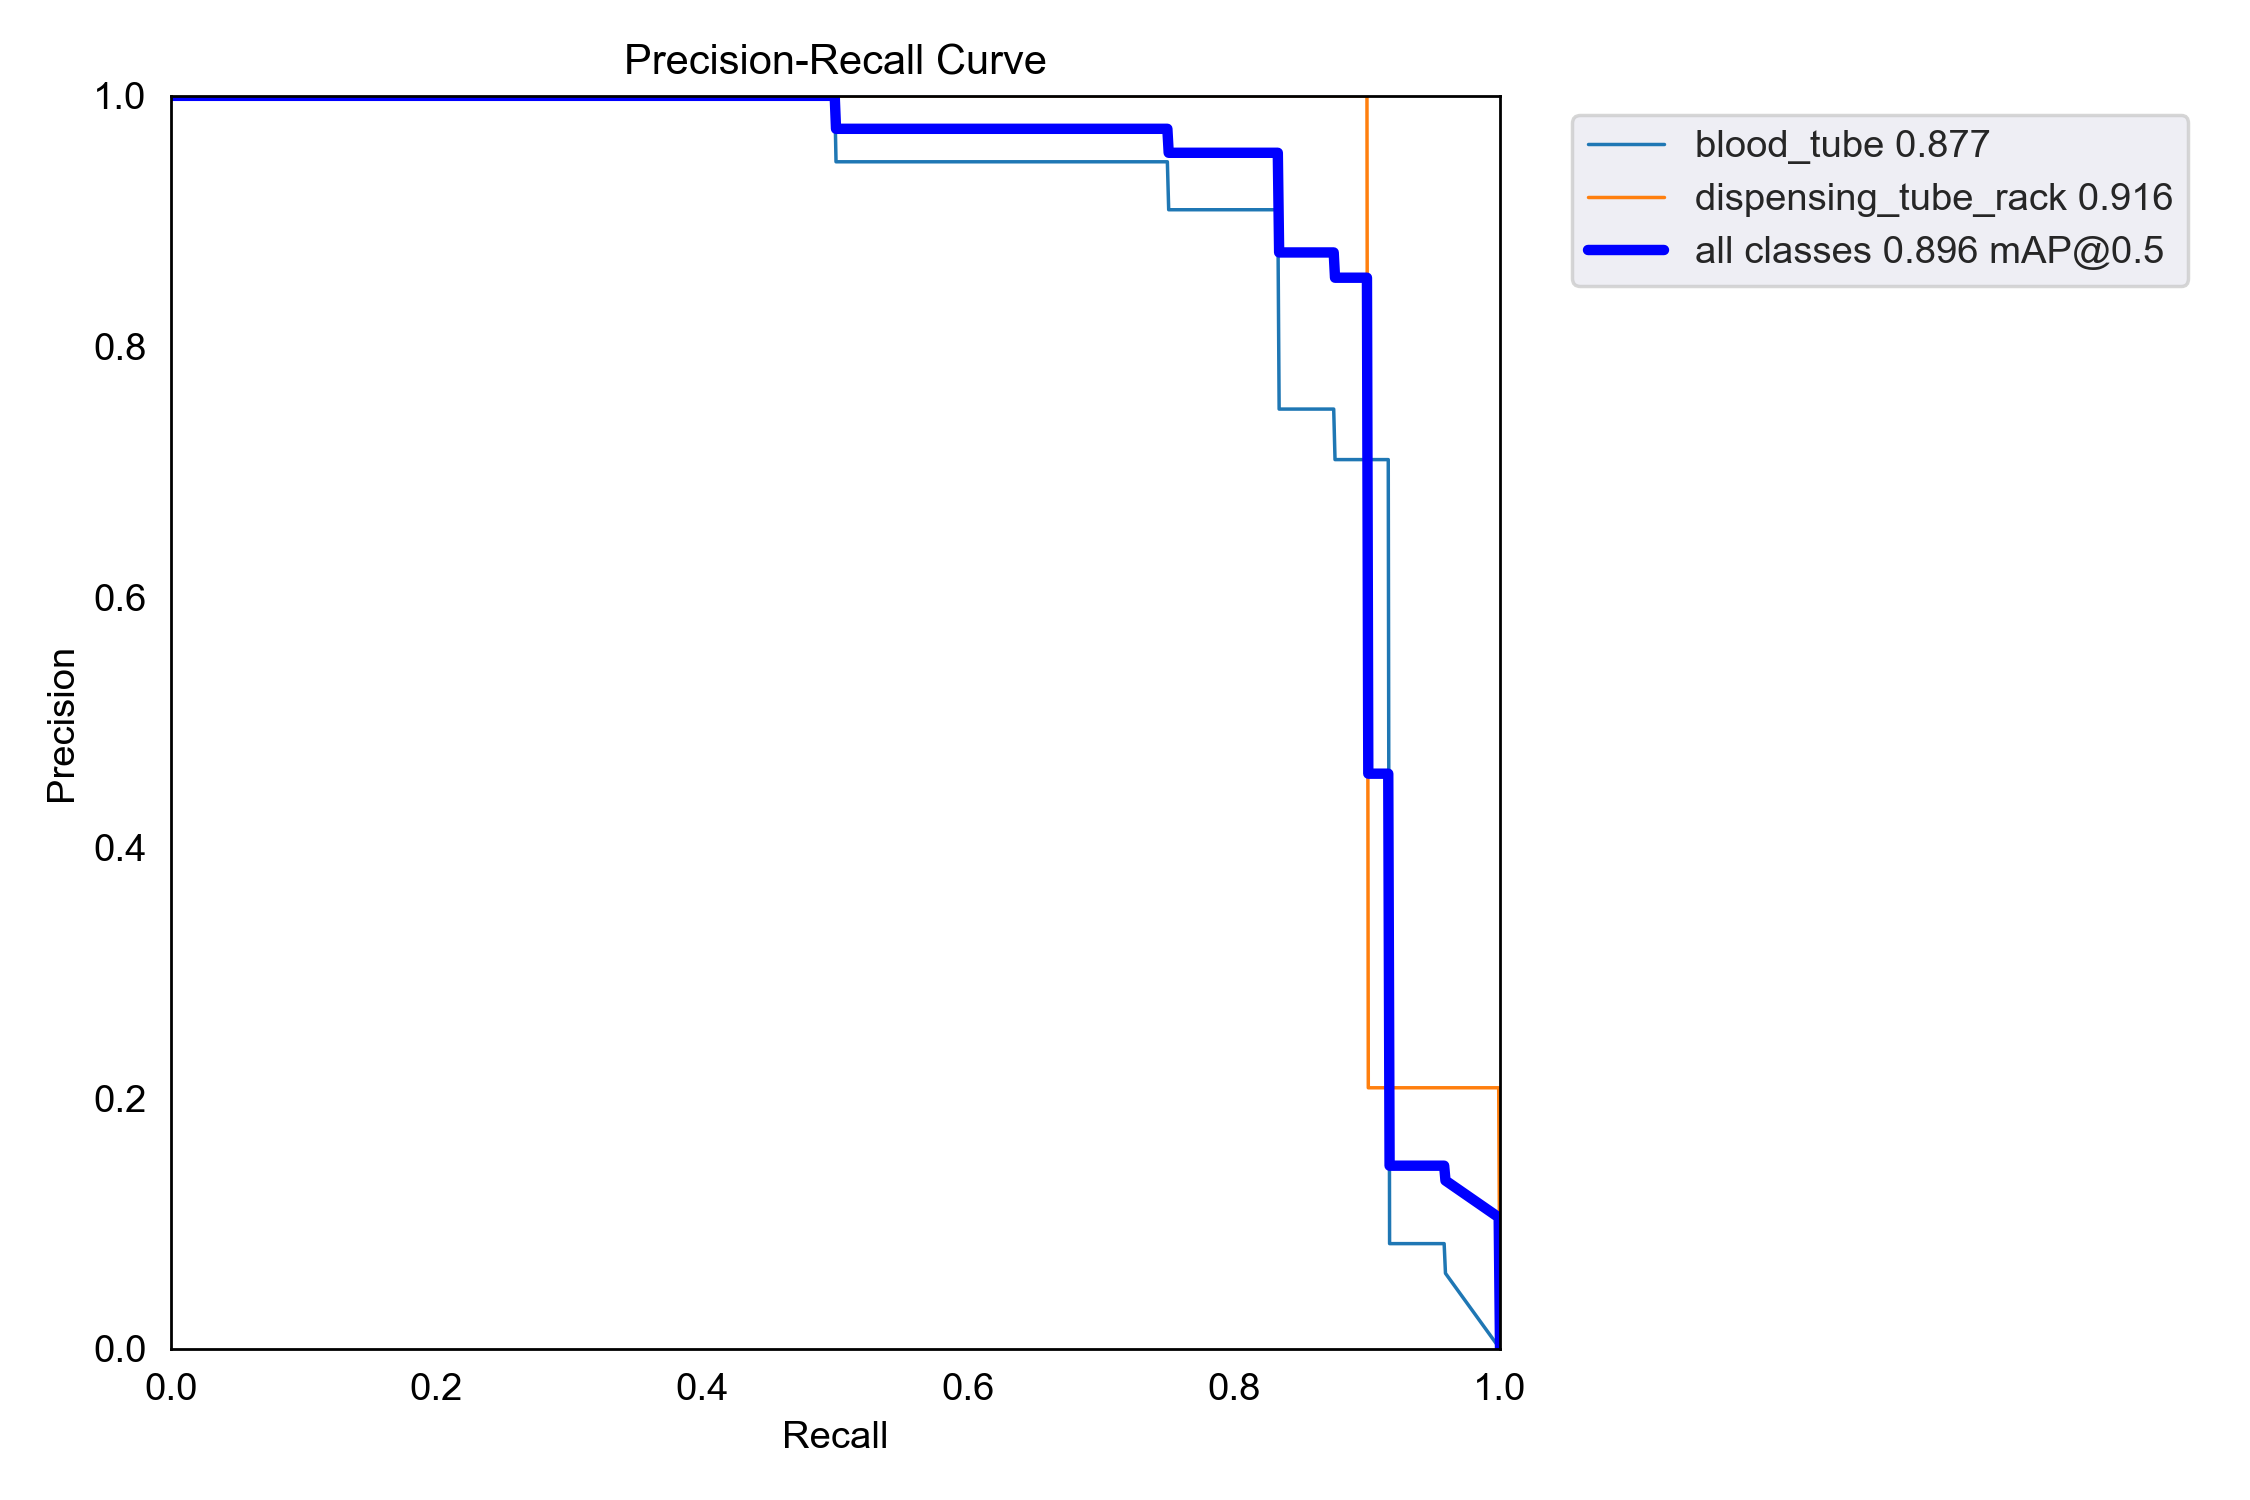 Precision-Recall Curve
1.0
0.8
0.6
0.4
0.2
0.0
Precision
0.0 0.2 0.4 0.6 0.8 1.0
Recall
blood_tube 0.877
dispensing_tube_rack 0.916
all classes 0.896 mAP@0.5